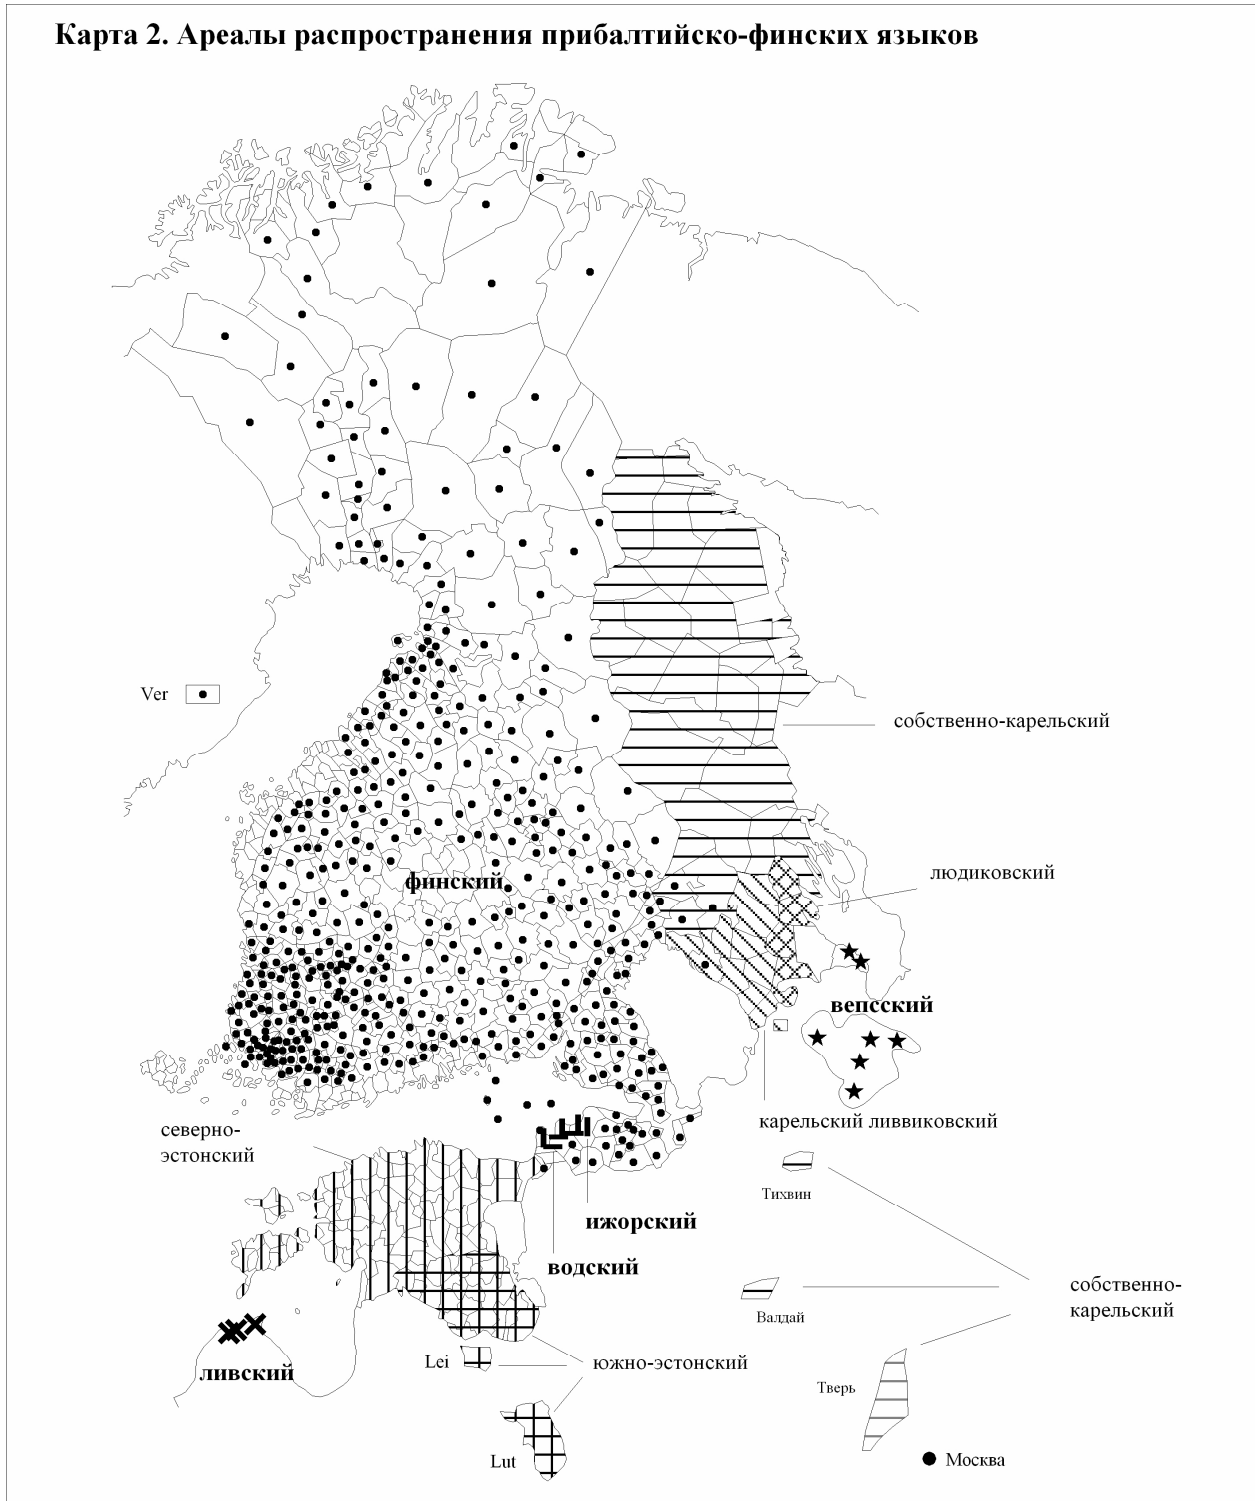 Карта 2. Ареалы распространения прибалтийско-финских языков
Ver
собственно-карельский
людиковский
финский
вепсский
карельский ливвиковский
северно-
эстонский
Тихвин
ижорский
водский
собственно-
карельский
Валдай
южно-эстонский
Lei
ливский
Тверь
Lut
Москва